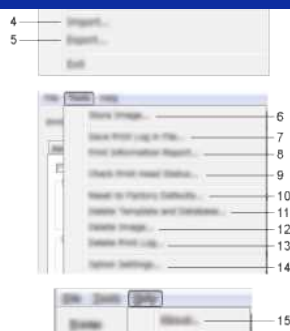 4 Import...
5 Export...
Exit
File Tools Help
Store Image... 6
Save Print Log in File... 7
Print Information Report... 8
Check Print Head Status... 9
Reset to Factory Defaults... 10
Delete Template and Database... 11
Delete Image... 12
Delete Print Log... 13
Option Settings... 14
File Tools Help
Printer About... 15